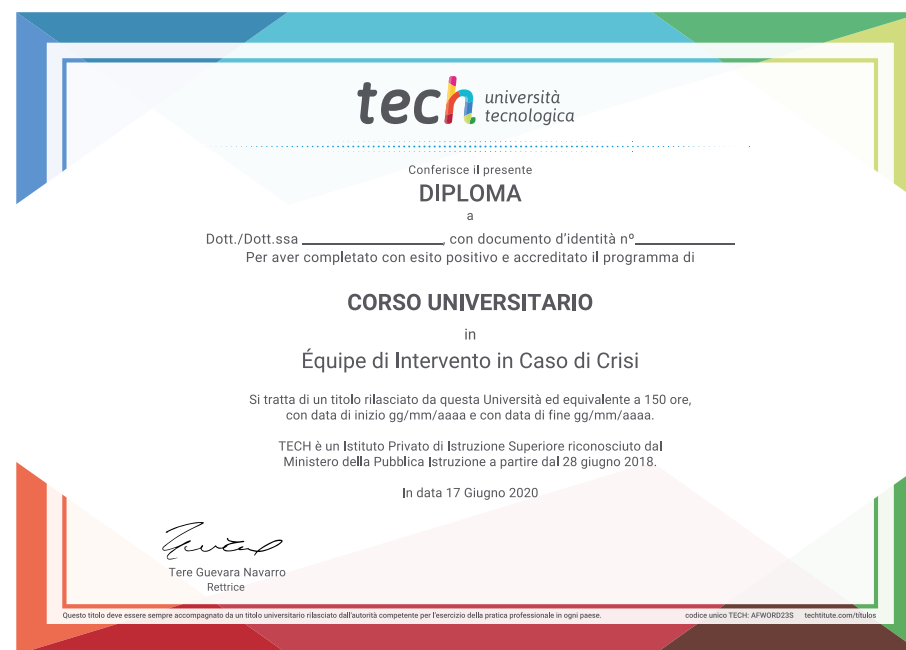 tech università
tecnologica
Conferisce il presente
DIPLOMA
a
Dott./Dott.ssa ____________________, con documento d'identità nº______________
Per aver completato con esito positivo e accreditato il programma di
CORSO UNIVERSITARIO
in
Équipe di Intervento in Caso di Crisi
Si tratta di un titolo rilasciato da questa Università ed equivalente a 150 ore,
con data di inizio gg/mm/aaaa e con data di fine gg/mm/aaaa.
TECH è un Istituto Privato di Istruzione Superiore riconosciuto dal
Ministero della Pubblica Istruzione a partire dal 28 giugno 2018.
In data 17 Giugno 2020
Tere Guevara Navarro
Rettrice
Questo titolo deve essere sempre accompagnato da un titolo universitario rilasciato dall'autorità competente per l'esercizio della pratica professionale in ogni paese. codice unico TECH: AFWORD23S techtitute.com/titulos